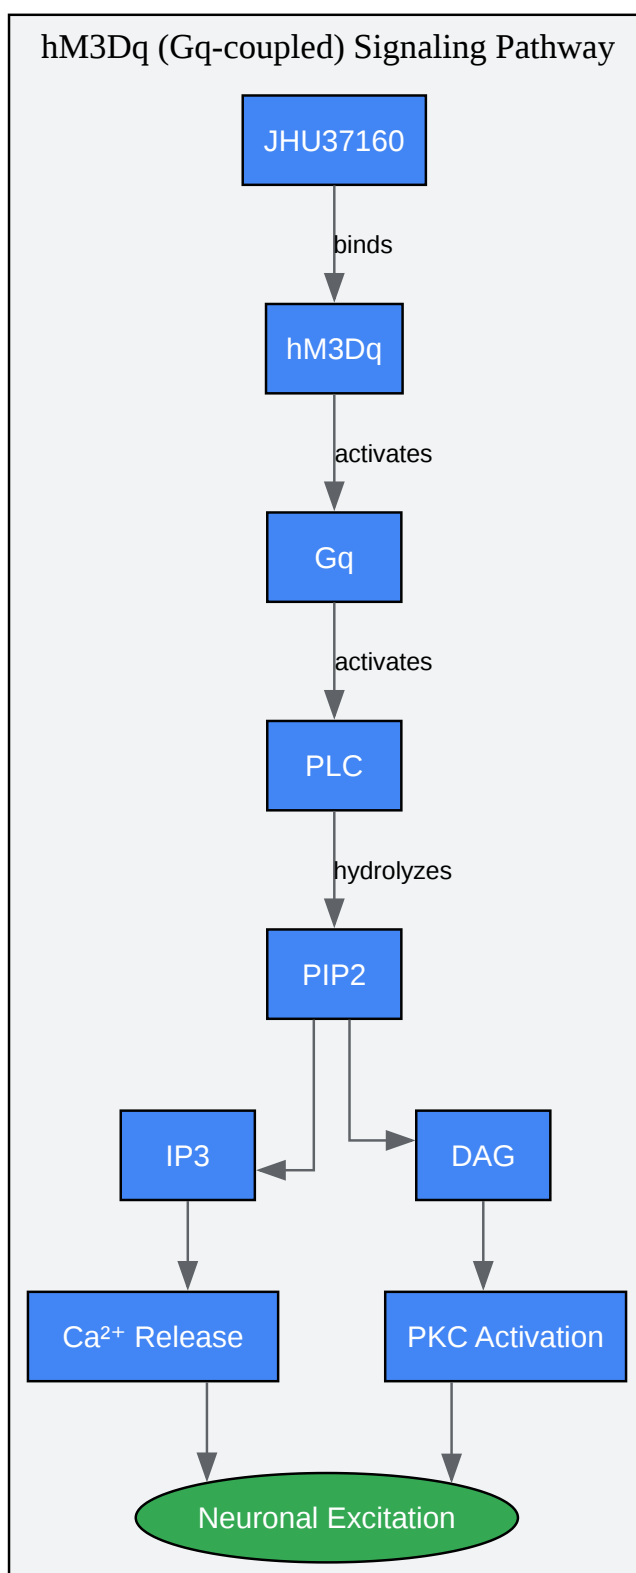 hM3Dq (Gq-coupled) Signaling Pathway
JHU37160
binds
hM3Dq
activates
Gq
activates
PLC
hydrolyzes
PIP2
IP3
DAG
Ca²⁺ Release
PKC Activation
Neuronal Excitation